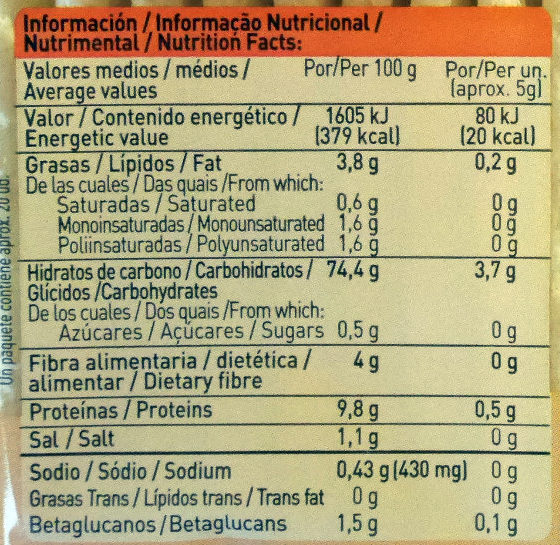 Información / Informação Nutricional /
Nutrimental / Nutrition Facts:
Valores medios / médios / Por/Per 100 g Por/Per un.
Average values (aprox. 5g)
Valor / Contenido energético / 1605 kJ 80 kJ
Energetic value (379 kcal) (20 kcal)
Grasas / Lípidos / Fat 3,8 g 0,2 g
De las cuales / Das quais /From which:
Saturadas / Saturated 0,6 g 0 g
Monoinsaturadas / Monounsaturated 1,6 g 0 g
Poliinsaturadas / Polyunsaturated 1,6 g 0 g
Hidratos de carbono / Carbohidratos / 74,4 g 3,7 g
Glícidos /Carbohydrates
De los cuales / Dos quais /From which:
Azúcares / Açúcares / Sugars 0,5 g 0 g
Fibra alimentaria / dietética / 4 g 0 g
alimentar / Dietary fibre
Proteínas / Proteins 9,8 g 0,5 g
Sal / Salt 1,1 g 0 g
Sodio / Sódio / Sodium 0,43 g (430 mg) 0 g
Grasas Trans / Lípidos trans / Trans fat 0 g 0 g
Betaglucanos / Betaglucans 1,5 g 0,1 g
Un paquete contiene aprox. 20 ud.